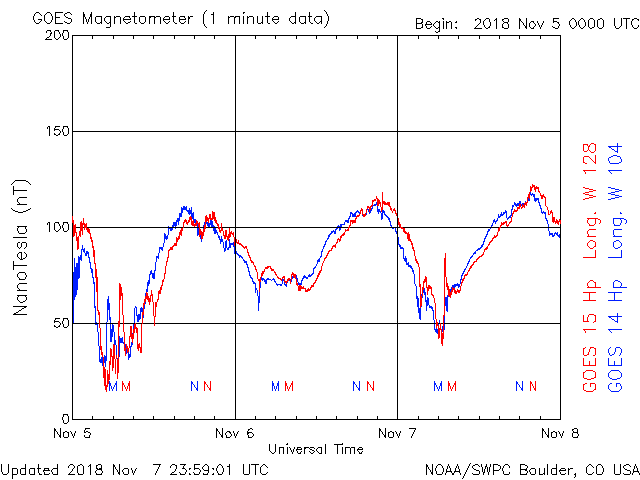 GOES Magnetometer (1 minute data)
Begin: 2018 Nov 5 0000 UTC
200
150
100
50
0
NanoTesla (nT)
GOES 15 Hp Long. W 128
GOES 14 Hp Long. W 104
M M N N M M N N M M N N
Nov 5 Nov 6 Nov 7 Nov 8
Universal Time
Updated 2018 Nov 7 23:59:01 UTC
NOAA/SWPC Boulder, CO USA